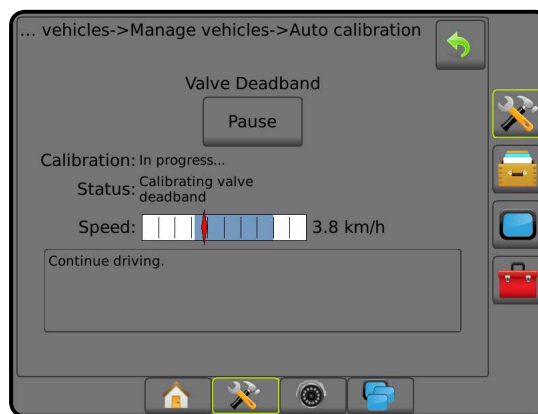 ... vehicles->Manage vehicles->Auto calibration
Valve Deadband
Pause
Calibration: In progress...
Status: Calibrating valve
deadband
Speed: 3.8 km/h
Continue driving.